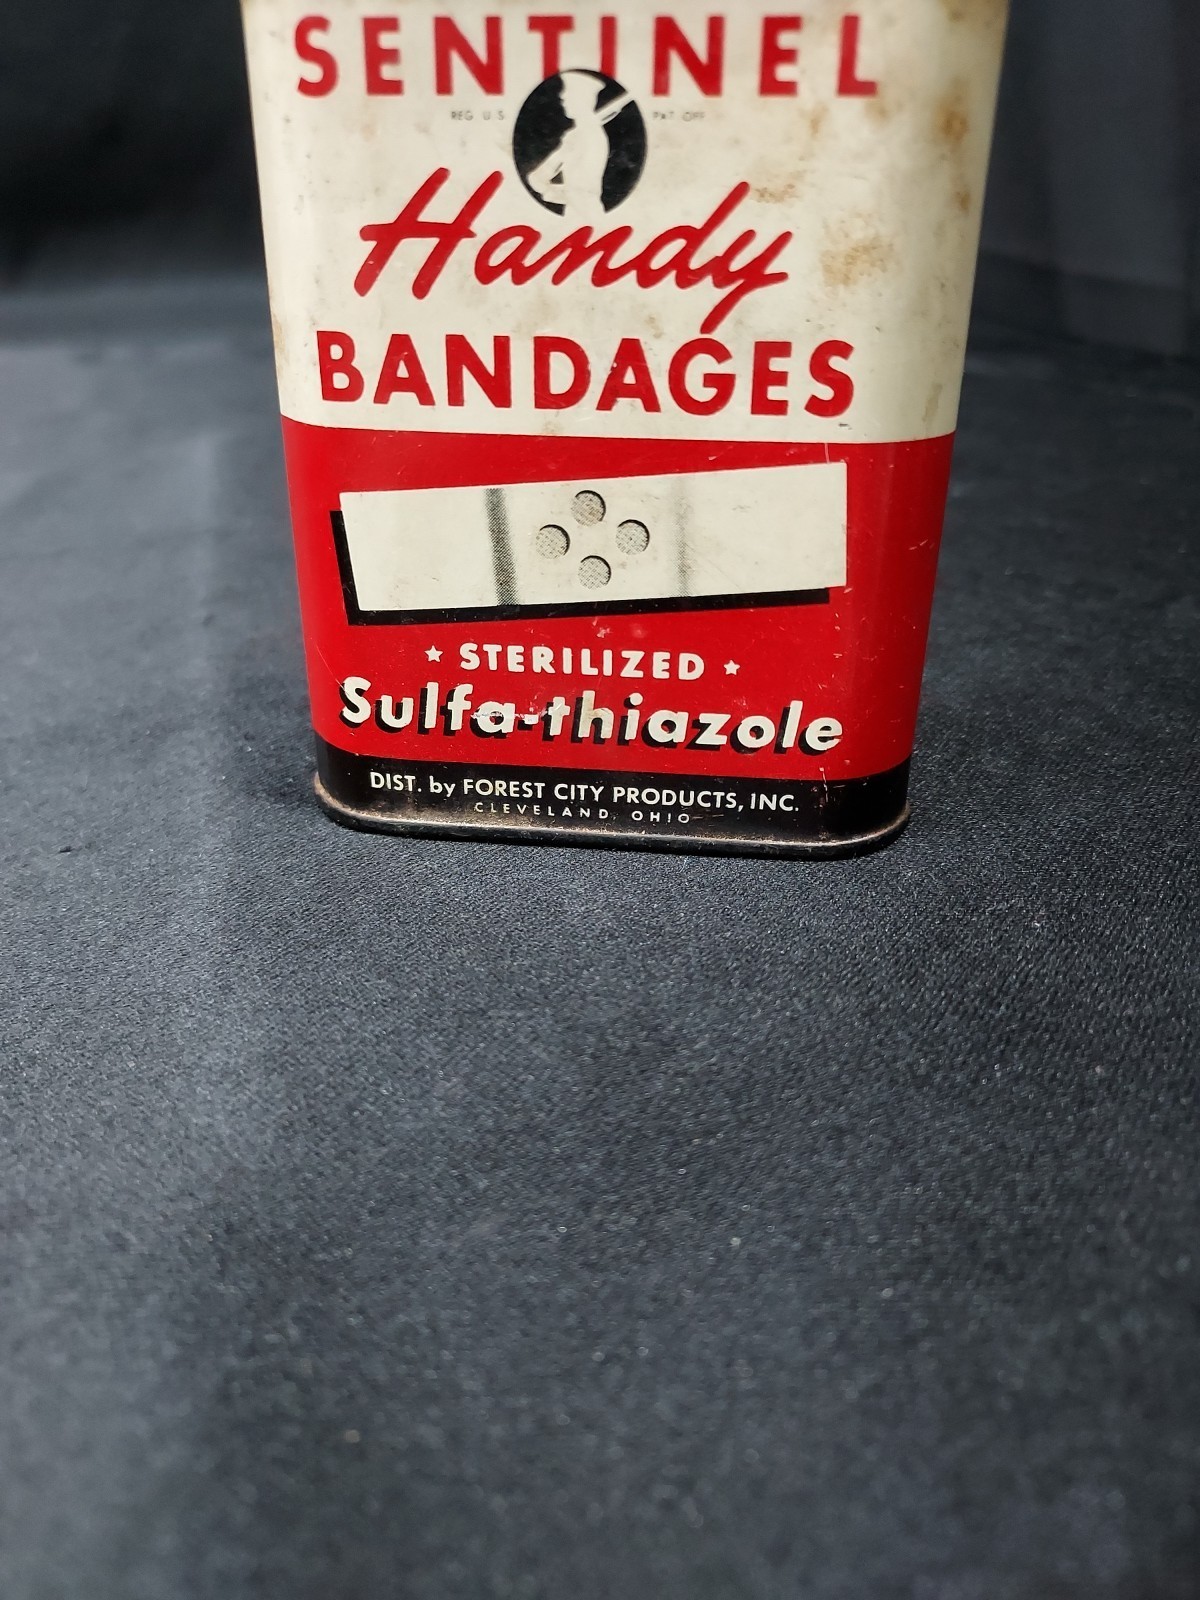 SENTINEL
REG U.S. PAT OFF
Handy
BANDAGES
★ STERILIZED ★
Sulfa-thiazole
DIST. by FOREST CITY PRODUCTS, INC.
CLEVELAND, OHIO